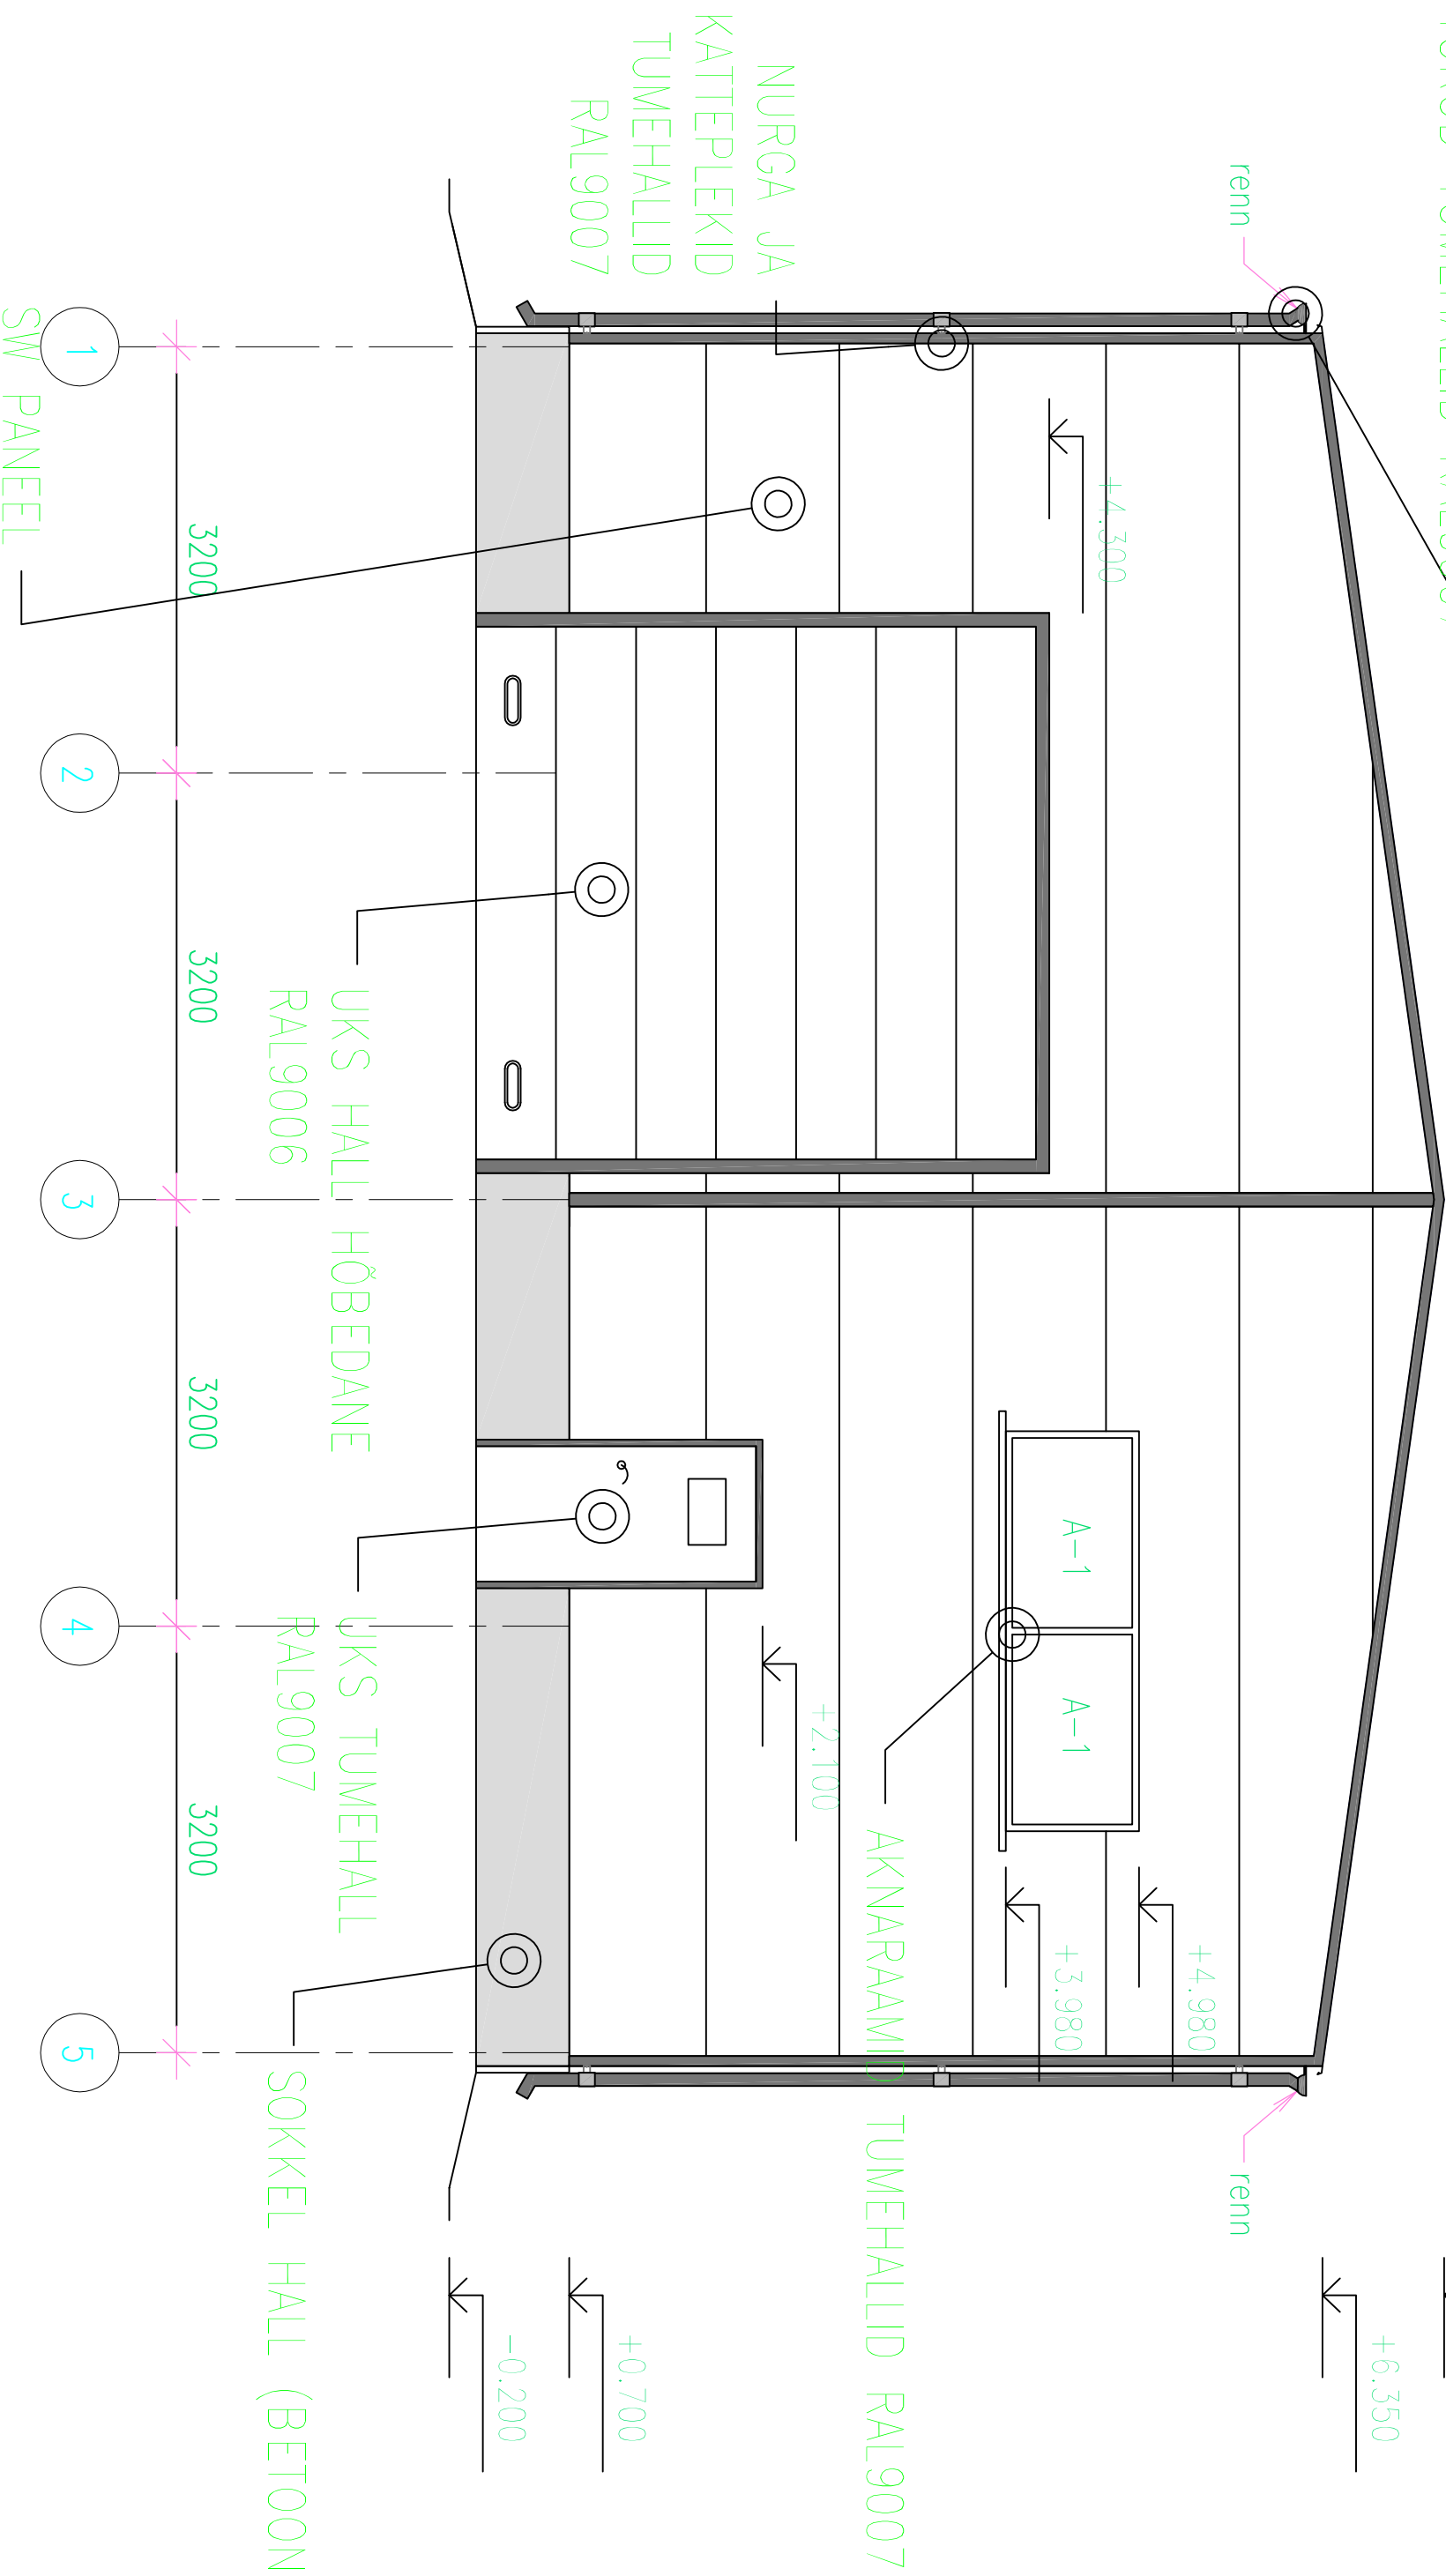 renn
+4.300
NURGA JA
KATTEPLEKID
TUMEHALLID
RAL9007
+6.350
renn
+4.980
+3.980
A-1
A-1
AKNARAAMID TUMEHALLID RAL9007
+2.100
+0.700
-0.200
UKS HALL HÕBEDANE
RAL9006
UKS TUMEHALL
RAL9007
SOKKEL HALL (BETOON
3200
3200
3200
3200
1
2
3
4
5
SW PANEEL